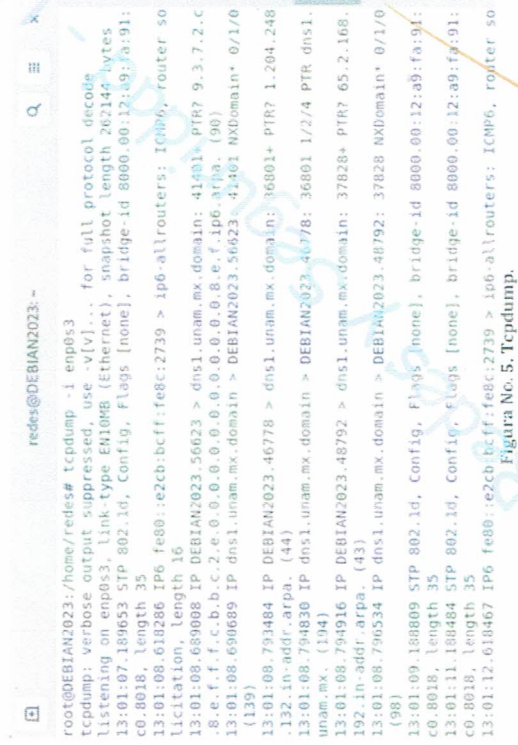 redes@DEBIAN2023: ~
root@DEBIAN2023:/home/redes# tcpdump -i enp0s3
tcpdump: verbose output suppressed, use -v[v]... for full protocol decode
listening on enp0s3, link-type EN10MB (Ethernet), snapshot length 262144 bytes
13:01:07.189653 STP 802.1d, Config, Flags [none], bridge-id 8000.00:12:a9:fa:91:
c0.8018, length 35
13:01:08.618286 IP6 fe80::e2cb:bcff:fe8c:2739 > ip6-allrouters: ICMP6, router so
licitation, length 16
13:01:08.689008 IP DEBIAN2023.56623 > dns1.unam.mx.domain: 41401+ PTR? 9.3.7.2.c
.8.e.f.f.f.c.b.b.c.2.e.0.0.0.0.0.0.0.0.0.0.0.0.0.8.e.f.ip6.arpa. (90)
13:01:08.690689 IP dns1.unam.mx.domain > DEBIAN2023.56623: 41401 NXDomain* 0/1/0
(139)
13:01:08.793484 IP DEBIAN2023.46778 > dns1.unam.mx.domain: 36801+ PTR? 1.204.248
.132.in-addr.arpa. (44)
13:01:08.794830 IP dns1.unam.mx.domain > DEBIAN2023.46778: 36801 1/2/4 PTR dns1.
unam.mx. (194)
13:01:08.794916 IP DEBIAN2023.48792 > dns1.unam.mx.domain: 37828+ PTR? 65.2.168.
192.in-addr.arpa. (43)
13:01:08.796534 IP dns1.unam.mx.domain > DEBIAN2023.48792: 37828 NXDomain* 0/1/0
(98)
13:01:09.188809 STP 802.1d, Config, Flags [none], bridge-id 8000.00:12:a9:fa:91:
c0.8018, length 35
13:01:11.188484 STP 802.1d, Config, Flags [none], bridge-id 8000.00:12:a9:fa:91:
c0.8018, length 35
13:01:12.618467 IP6 fe80::e2cb:bcff:fe8c:2739 > ip6-allrouters: ICMP6, router so
Figura No. 5. Tcpdump.